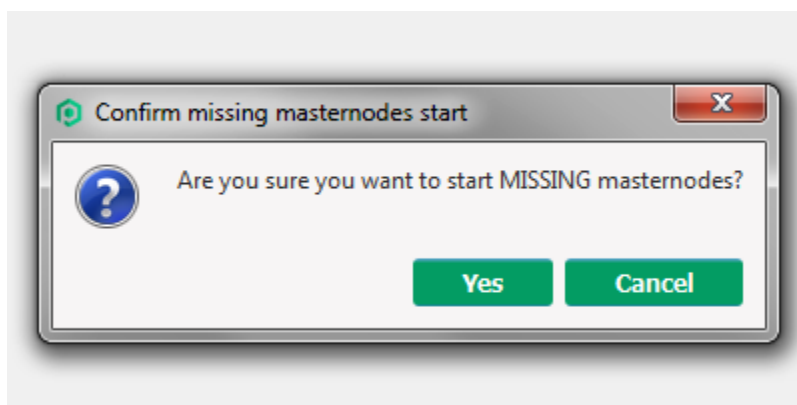 Confirm missing masternodes start
Are you sure you want to start MISSING masternodes?
Yes
Cancel